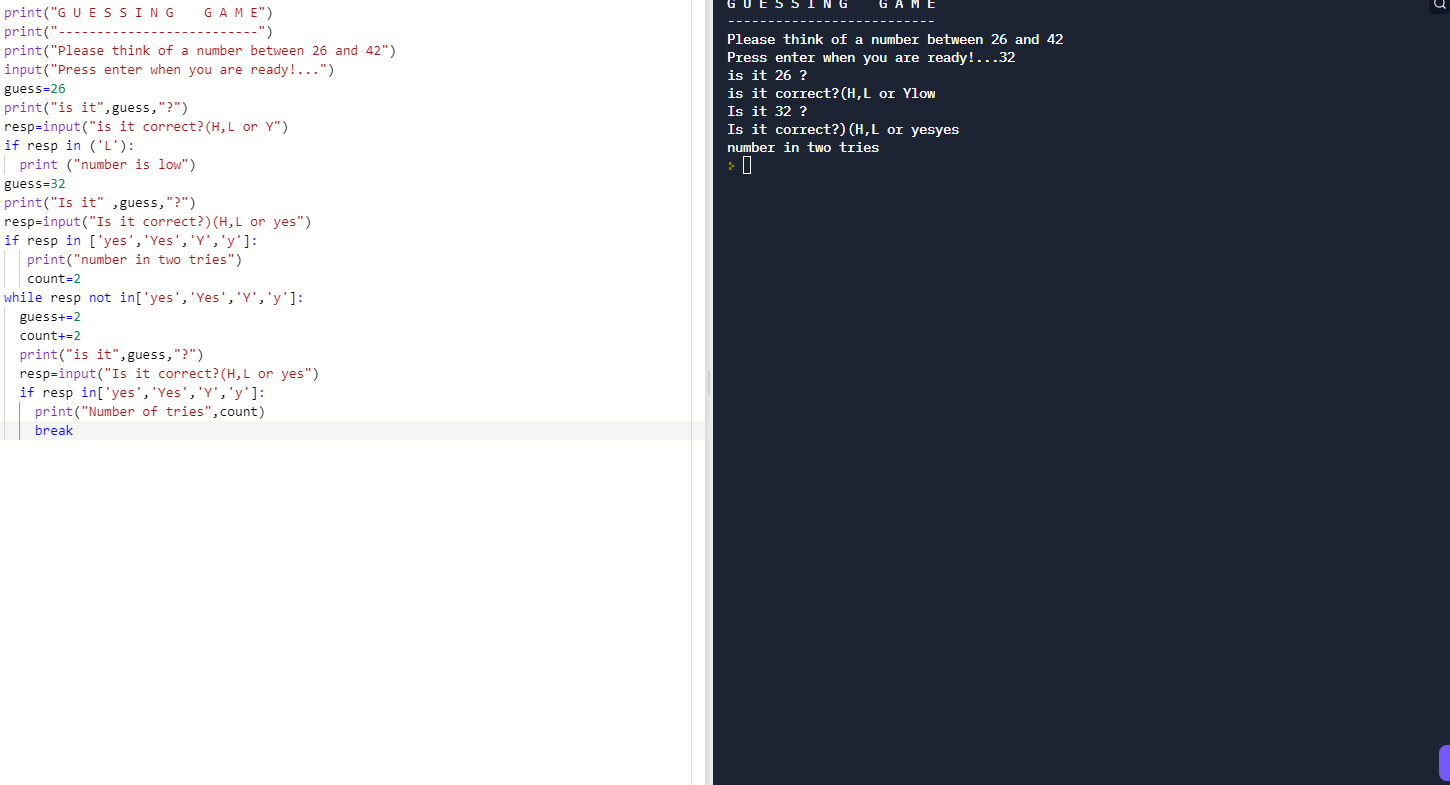 print("G U E S S I N G    G A M E")
print("--------------------------")
print("Please think of a number between 26 and 42")
input("Press enter when you are ready!...")
guess=26
print("is it",guess,"?")
resp=input("is it correct?(H,L or Y")
if resp in ('L'):
  print ("number is low")
guess=32
print("Is it" ,guess,"?")
resp=input("Is it correct?)(H,L or yes")
if resp in ['yes','Yes','Y','y']:
   print("number in two tries")
   count=2
while resp not in['yes','Yes','Y','y']:
  guess+=2
  count+=2
  print("is it",guess,"?")
  resp=input("Is it correct?(H,L or yes")
  if resp in['yes','Yes','Y','y']:
    print("Number of tries",count)
    break
G U E S S I N G    G A M E
--------------------------
Please think of a number between 26 and 42
Press enter when you are ready!...32
is it 26 ?
is it correct?(H,L or Ylow
Is it 32 ?
Is it correct?)(H,L or yesyes
number in two tries